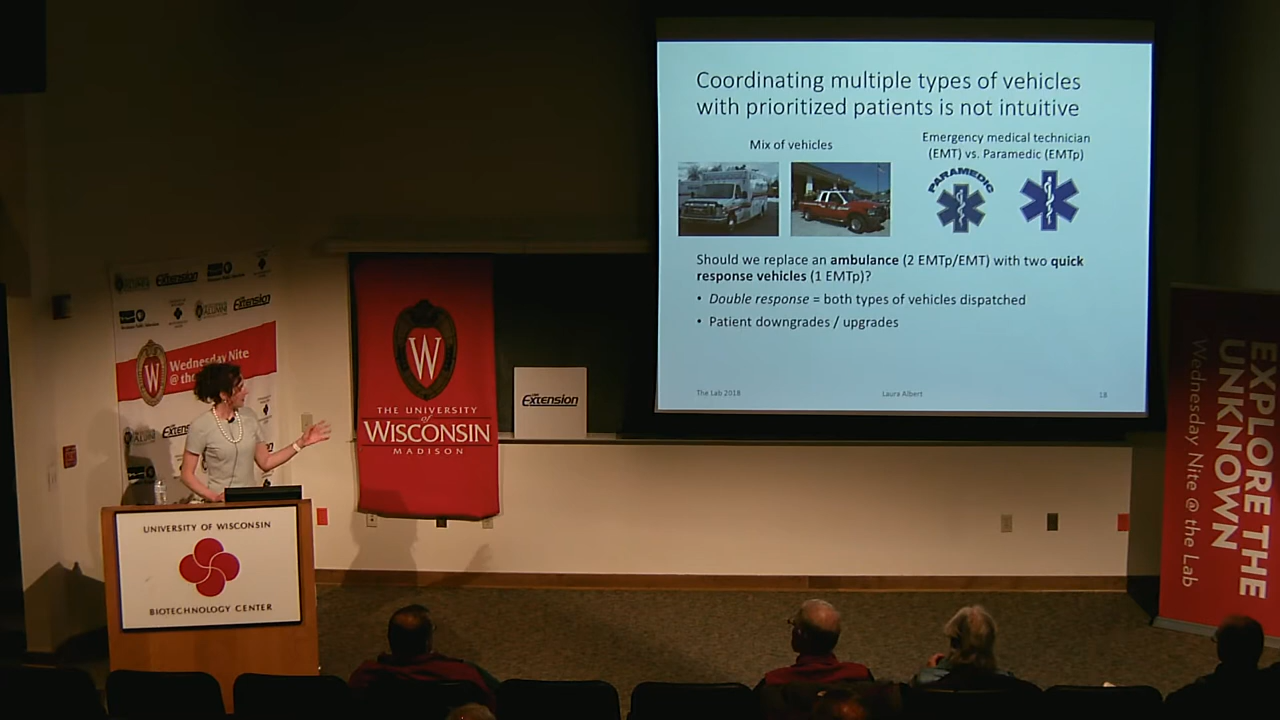 Coordinating multiple types of vehicles
with prioritized patients is not intuitive
Mix of vehicles
Emergency medical technician
(EMT) vs. Paramedic (EMTp)
PARAMEDIC
Should we replace an ambulance (2 EMTp/EMT) with two quick
response vehicles (1 EMTp)?
• Double response = both types of vehicles dispatched
• Patient downgrades / upgrades
The Lab 2018
Laura Albert
18
Extension
Extension
W
Wednesday Nite
@ the
W
THE UNIVERSITY
of
WISCONSIN
MADISON
Extension
UNIVERSITY OF WISCONSIN
BIOTECHNOLOGY CENTER
EXPLORE THE
UNKNOWN
Wednesday Nite @ the Lab